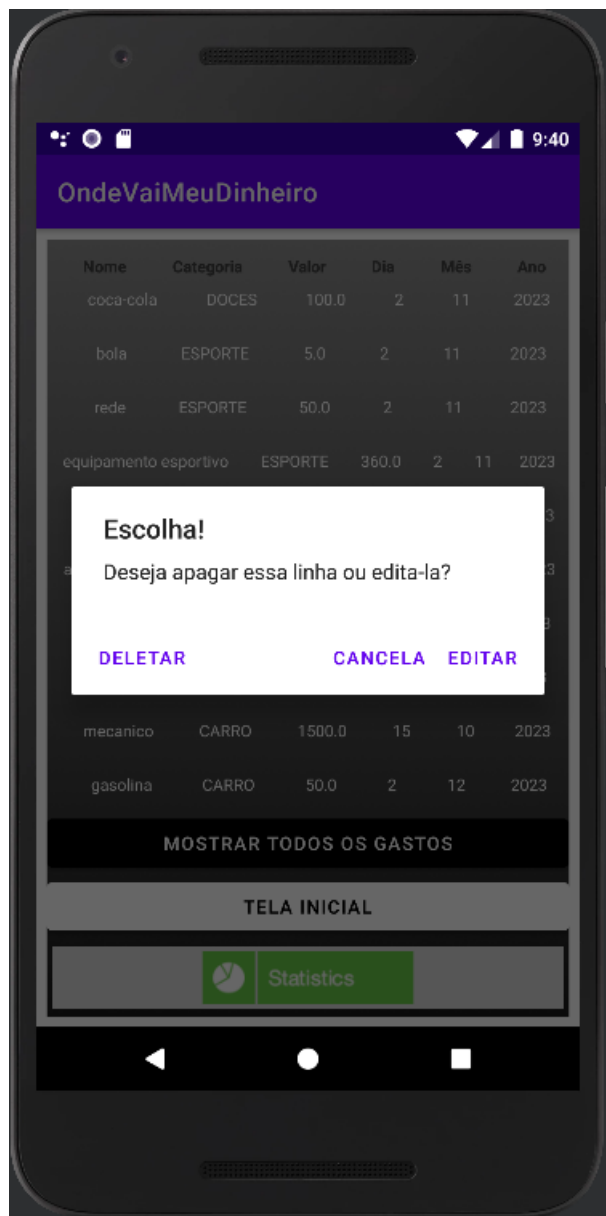 9:40
OndeVaiMeuDinheiro
Nome Categoria Valor Dia Mês Ano
coca-cola DOCES 100.0 2 11 2023
bola ESPORTE 5.0 2 11 2023
rede ESPORTE 50.0 2 11 2023
equipamento esportivo ESPORTE 360.0 2 11 2023
3
Escolha!
a Deseja apagar essa linha ou edita-la? 3
DELETAR CANCELA EDITAR
mecanico CARRO 1500.0 15 10 2023
gasolina CARRO 50.0 2 12 2023
MOSTRAR TODOS OS GASTOS
TELA INICIAL
Statistics